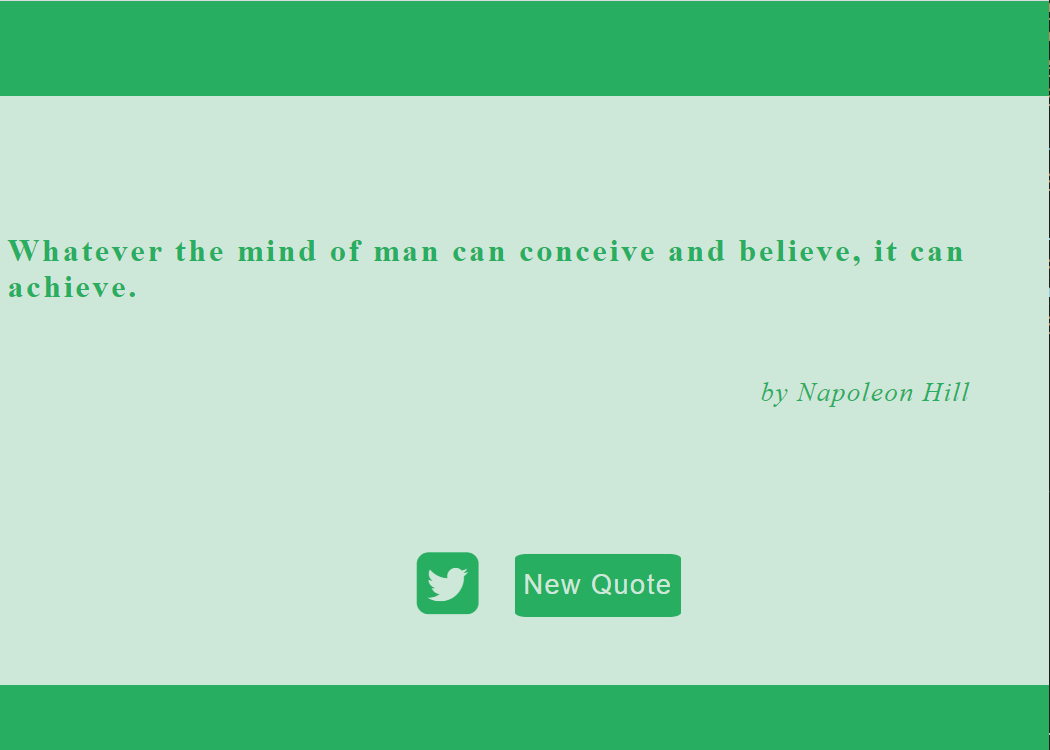 Whatever the mind of man can conceive and believe, it can
achieve.
by Napoleon Hill
New Quote